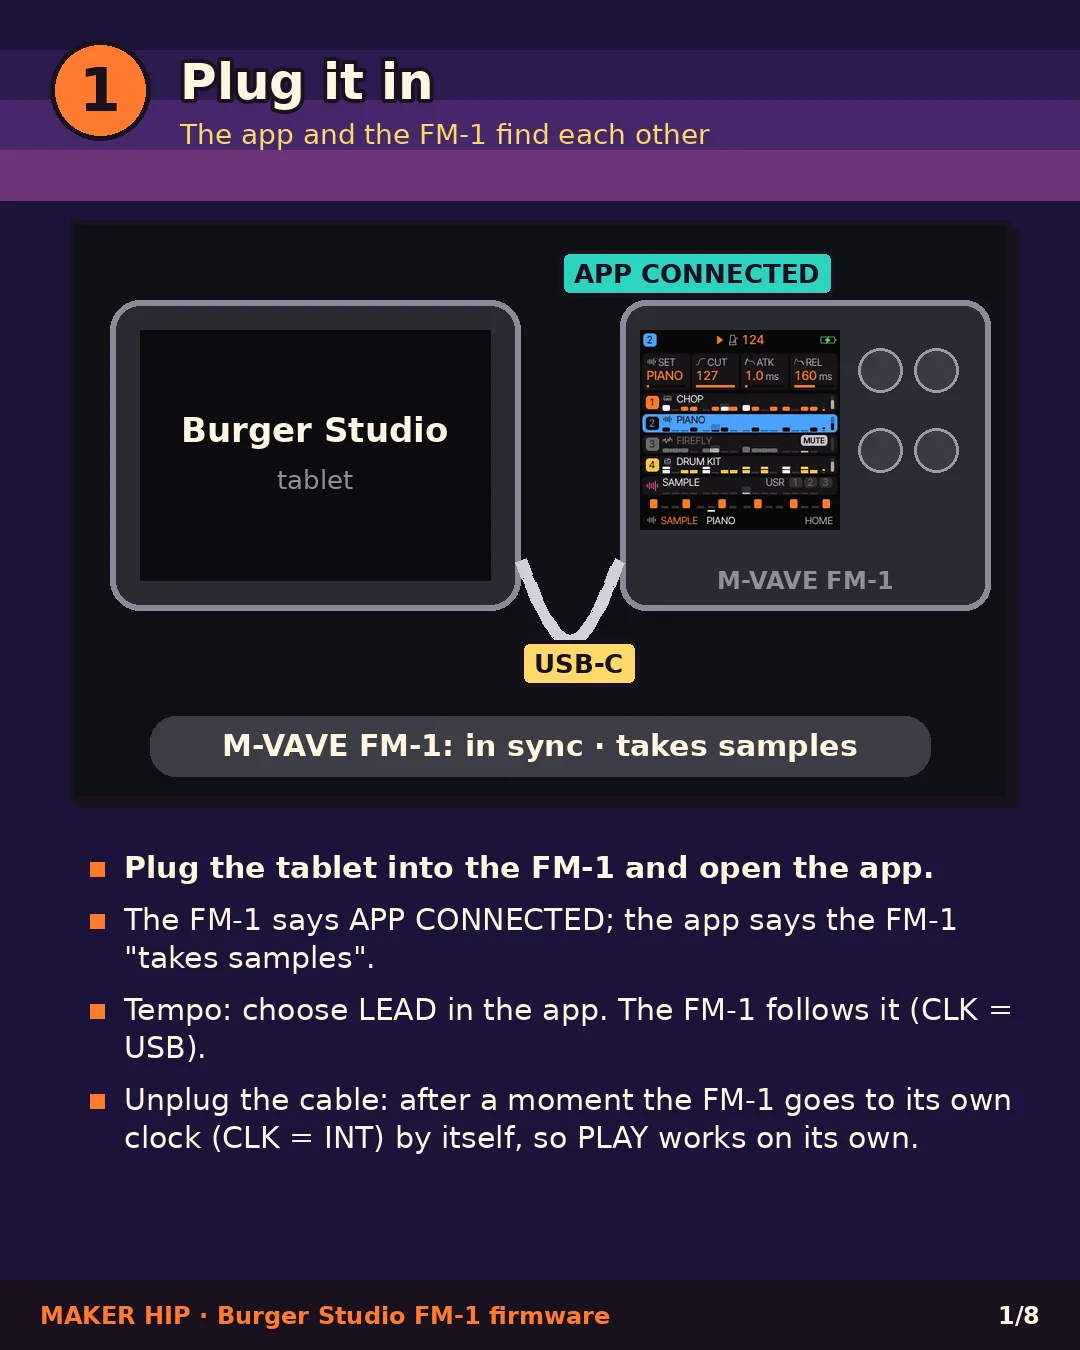 1
Plug it in
The app and the FM-1 find each other
APP CONNECTED
Burger Studio
tablet
2 124
SET CUT ATK REL
PIANO 127 1.0 ms 160 ms
1 CHOP
2 PIANO
3 FIREFLY MUTE
4 DRUM KIT
SAMPLE USR 1 2 3
SAMPLE PIANO HOME
M-VAVE FM-1
USB-C
M-VAVE FM-1: in sync · takes samples
Plug the tablet into the FM-1 and open the app.
The FM-1 says APP CONNECTED; the app says the FM-1
"takes samples".
Tempo: choose LEAD in the app. The FM-1 follows it (CLK =
USB).
Unplug the cable: after a moment the FM-1 goes to its own
clock (CLK = INT) by itself, so PLAY works on its own.
MAKER HIP · Burger Studio FM-1 firmware
1/8